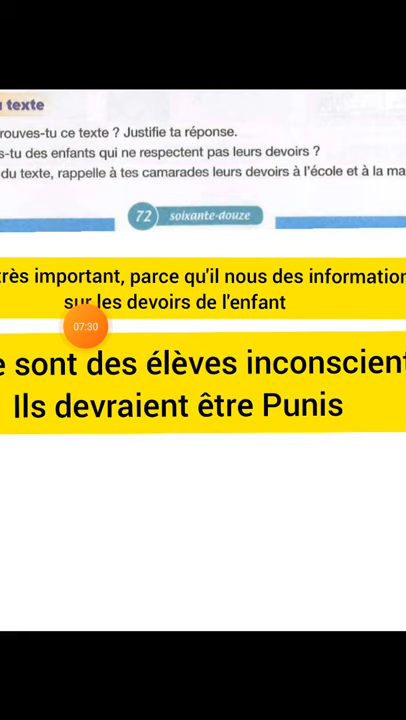 texte
rouves-tu ce texte ? Justifie ta réponse.
s-tu des enfants qui ne respectent pas leurs devoirs ?
du texte, rappelle à tes camarades leurs devoirs à l'école et à la ma
72 soixante-douze
très important, parce qu'il nous des information
sur les devoirs de l'enfant
07:30
e sont des élèves inconscient
Ils devraient être Punis